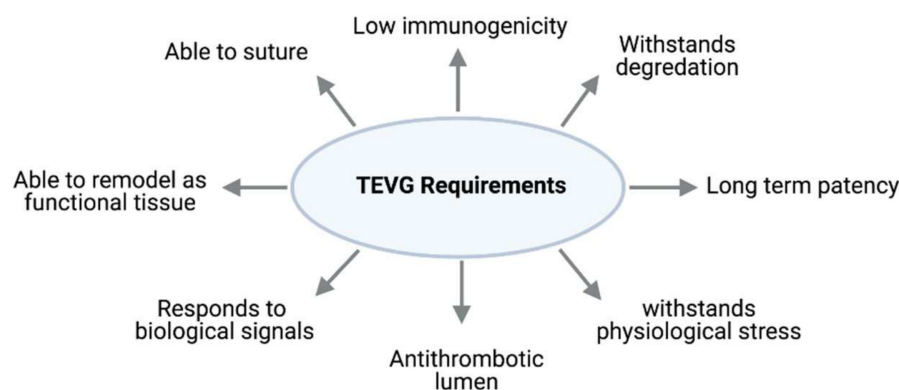 Low immunogenicity
Able to suture
Withstands
degredation
Able to remodel as
functional tissue
TEVG Requirements
Long term patency
Responds to
biological signals
withstands
physiological stress
Antithrombotic
lumen